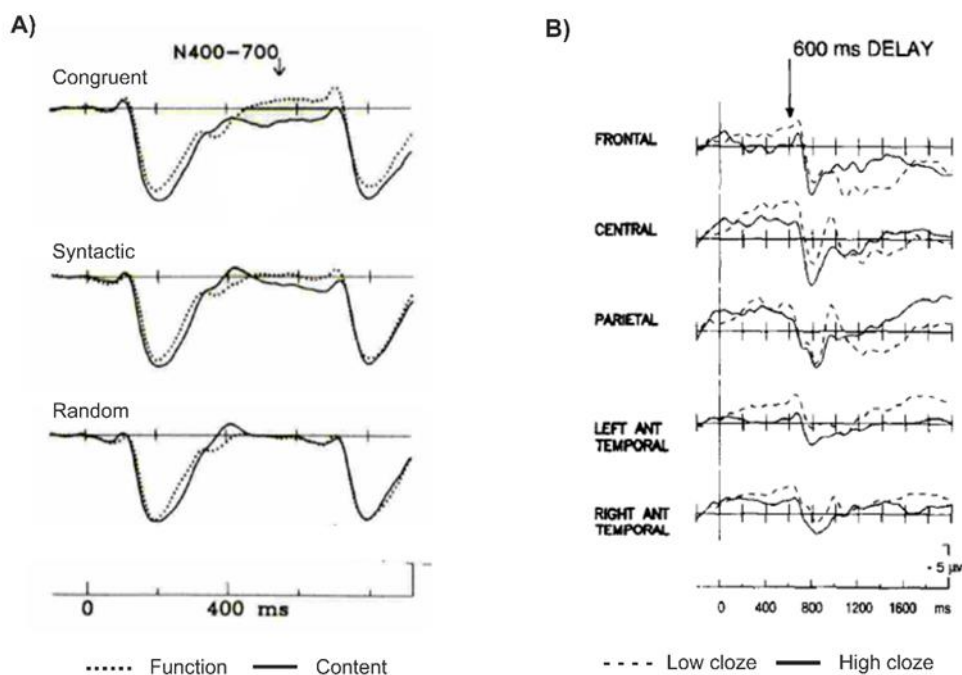 A)
N400-700
Congruent
Syntactic
Random
0 400 ms
Function Content
B)
600 ms DELAY
FRONTAL
CENTRAL
PARIETAL
LEFT ANT
TEMPORAL
RIGHT ANT
TEMPORAL
- 5 μv
0 400 800 1200 1600 ms
Low cloze High cloze